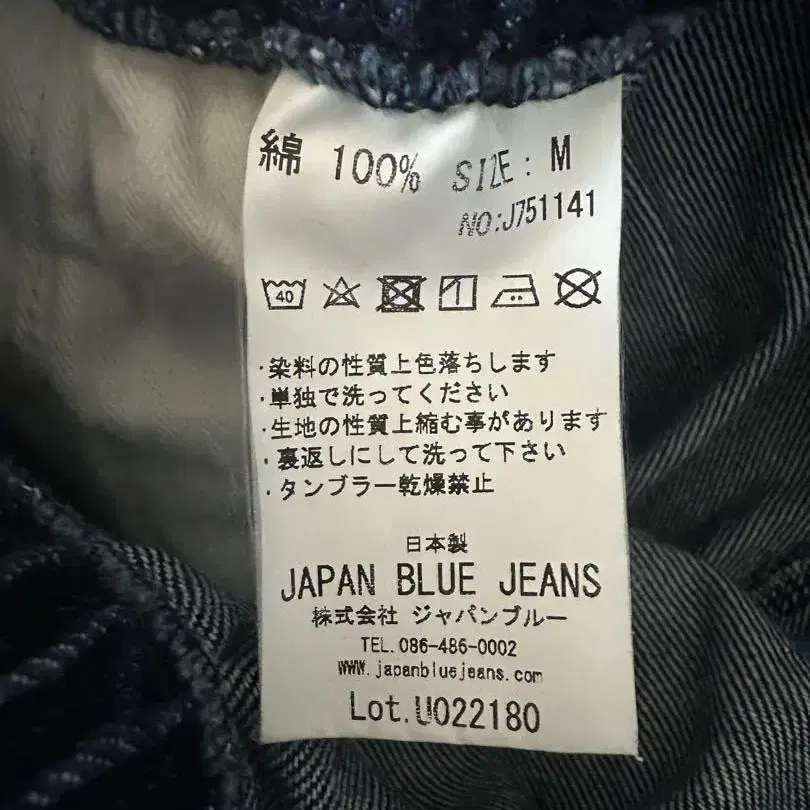 綿 100% SIZE: M
NO:J751141
40
・染料の性質上色落ちします
・単独で洗ってください
・生地の性質上縮む事があります
・裏返しにして洗って下さい
・タンブラー乾燥禁止
日本製
JAPAN BLUE JEANS
株式会社 ジャパンブルー
TEL.086-486-0002
WWW.japanbluejeans.com
Lot.U022180